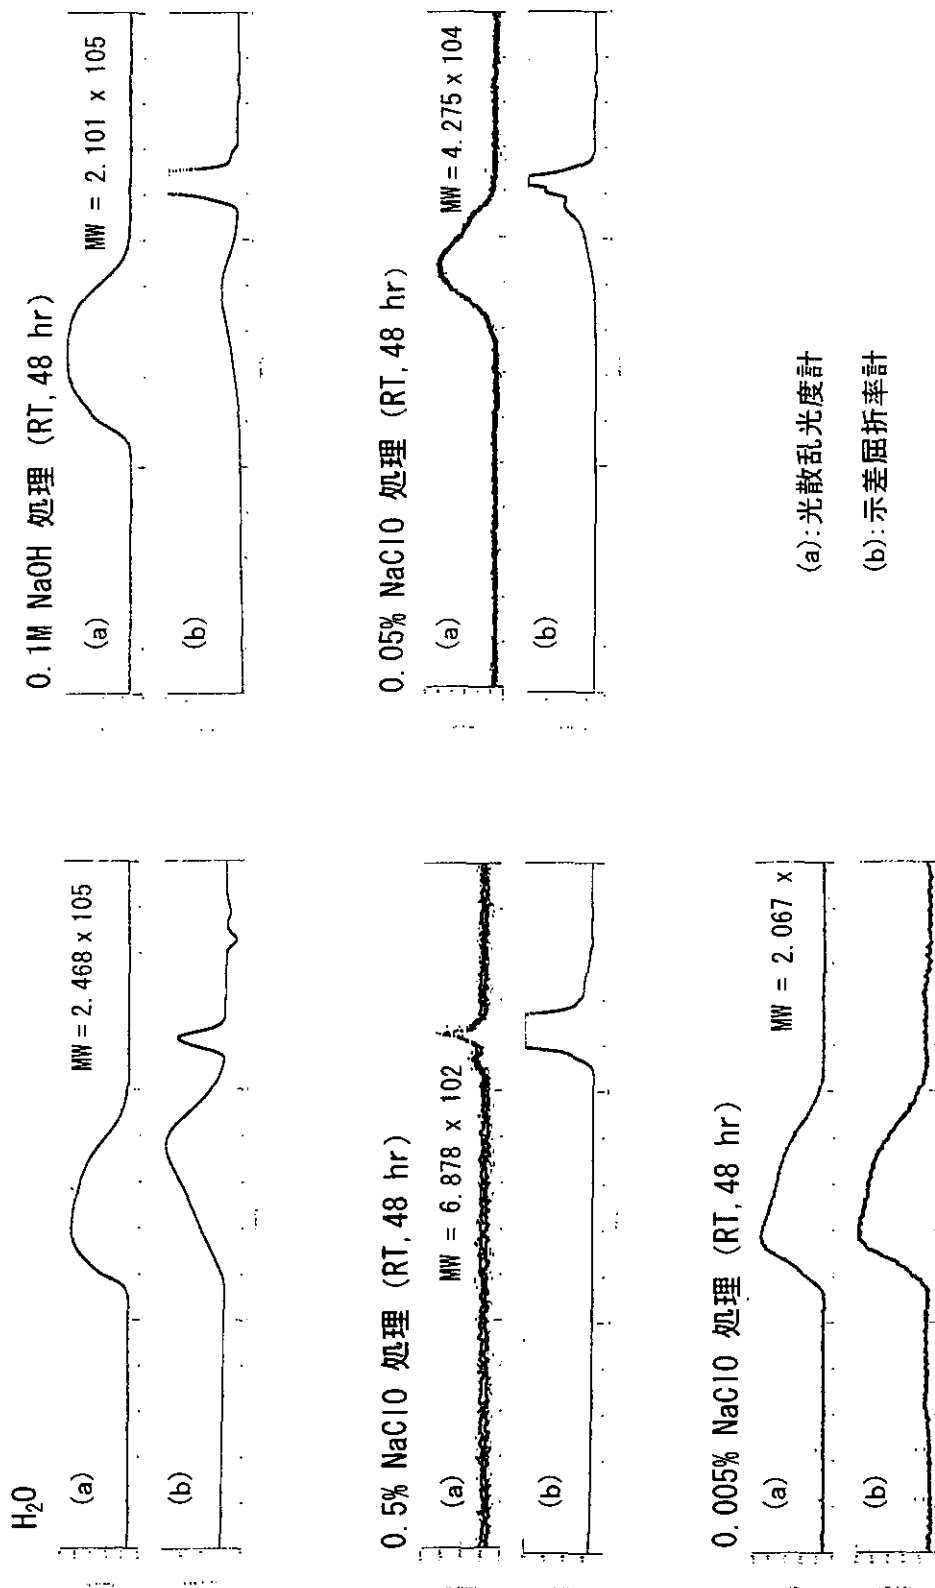 H₂O
(a)
MW = 2.468 x 105
(b)
0.1M NaOH 処理 (RT, 48 hr)
(a)
MW = 2.101 x 105
(b)
0.5% NaClO 処理 (RT, 48 hr)
(a)
MW = 6.878 x 102
(b)
0.05% NaClO 処理 (RT, 48 hr)
(a)
MW = 4.275 x 104
(b)
0.005% NaClO 処理 (RT, 48 hr)
(a)
MW = 2.067 x
(b)
(a):光散乱光度計
(b):示差屈折率計